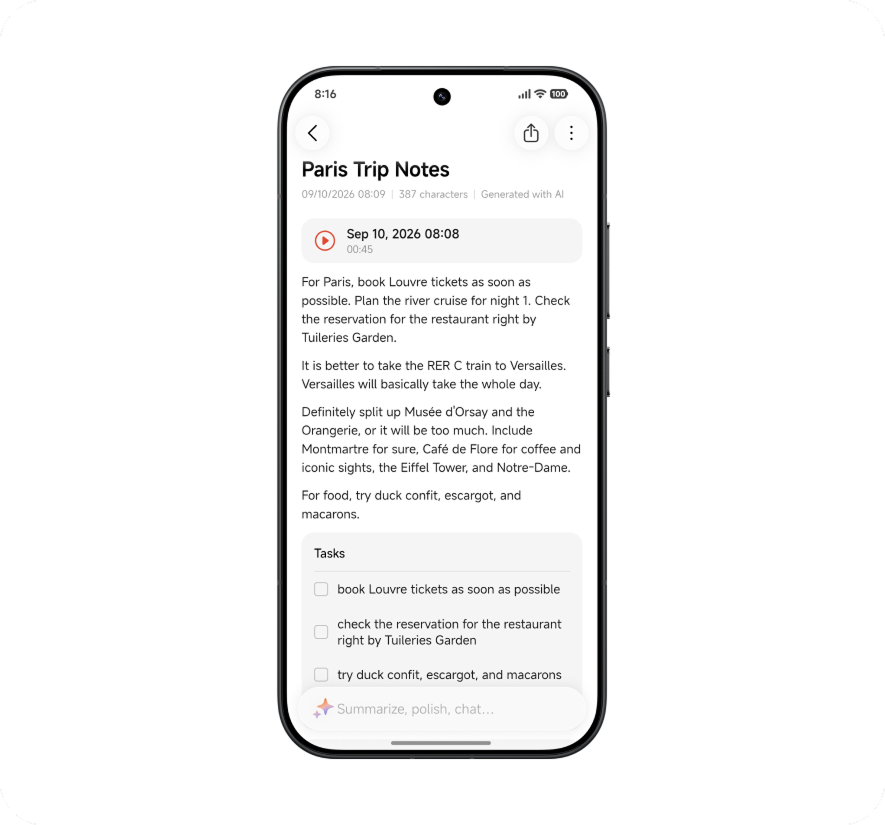 8:16
100
Paris Trip Notes
09/10/2026 08:09 | 387 characters | Generated with AI
Sep 10, 2026 08:08
00:45
For Paris, book Louvre tickets as soon as
possible. Plan the river cruise for night 1. Check
the reservation for the restaurant right by
Tuileries Garden.
It is better to take the RER C train to Versailles.
Versailles will basically take the whole day.
Definitely split up Musée d'Orsay and the
Orangerie, or it will be too much. Include
Montmartre for sure, Café de Flore for coffee and
iconic sights, the Eiffel Tower, and Notre-Dame.
For food, try duck confit, escargot, and
macarons.
Tasks
book Louvre tickets as soon as possible
check the reservation for the restaurant
right by Tuileries Garden
try duck confit, escargot, and macarons
Summarize, polish, chat...